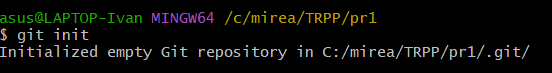 asus@LAPTOP-Ivan MINGW64 /c/mirea/TRPP/pr1
$ git init
Initialized empty Git repository in C:/mirea/TRPP/pr1/.git/